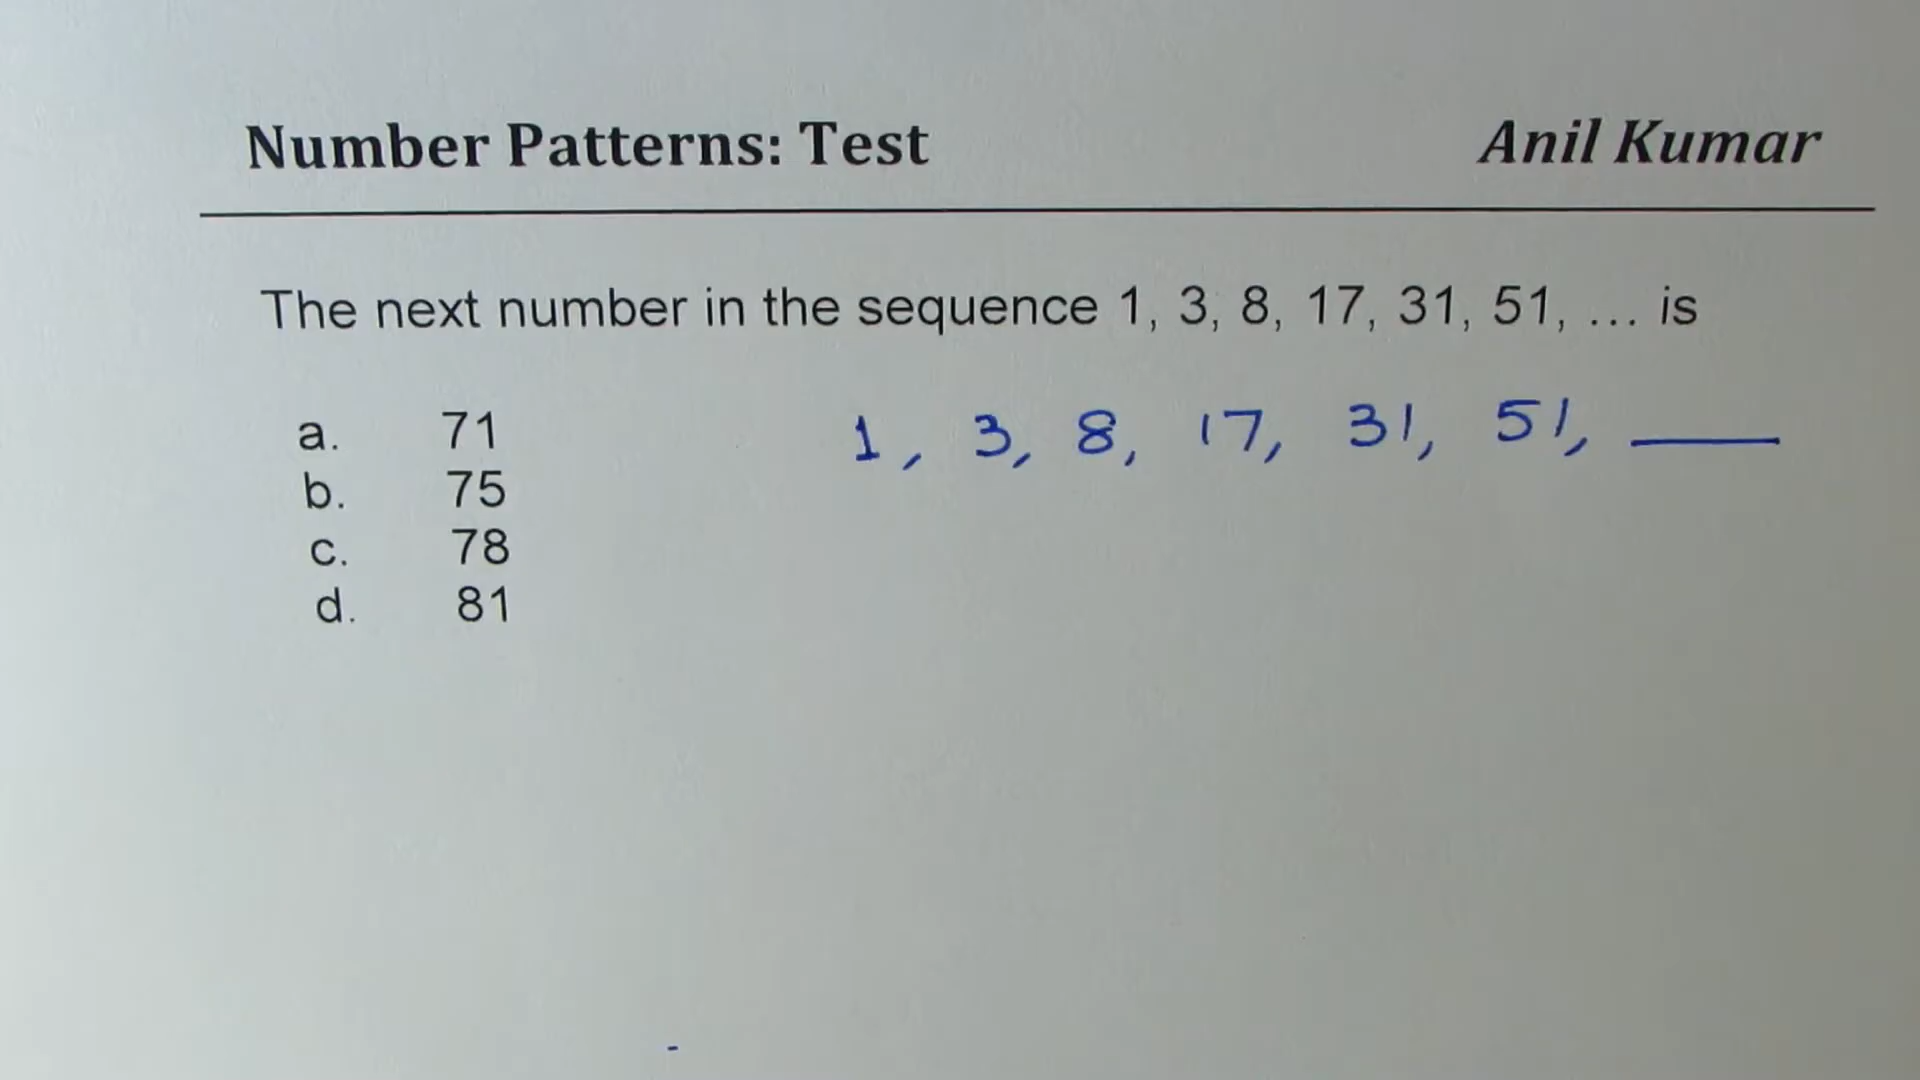 Number Patterns: Test Anil Kumar
The next number in the sequence 1, 3, 8, 17, 31, 51, ... is
a. 71
1, 3, 8, 17, 31, 51, ___
b. 75
c. 78
d. 81